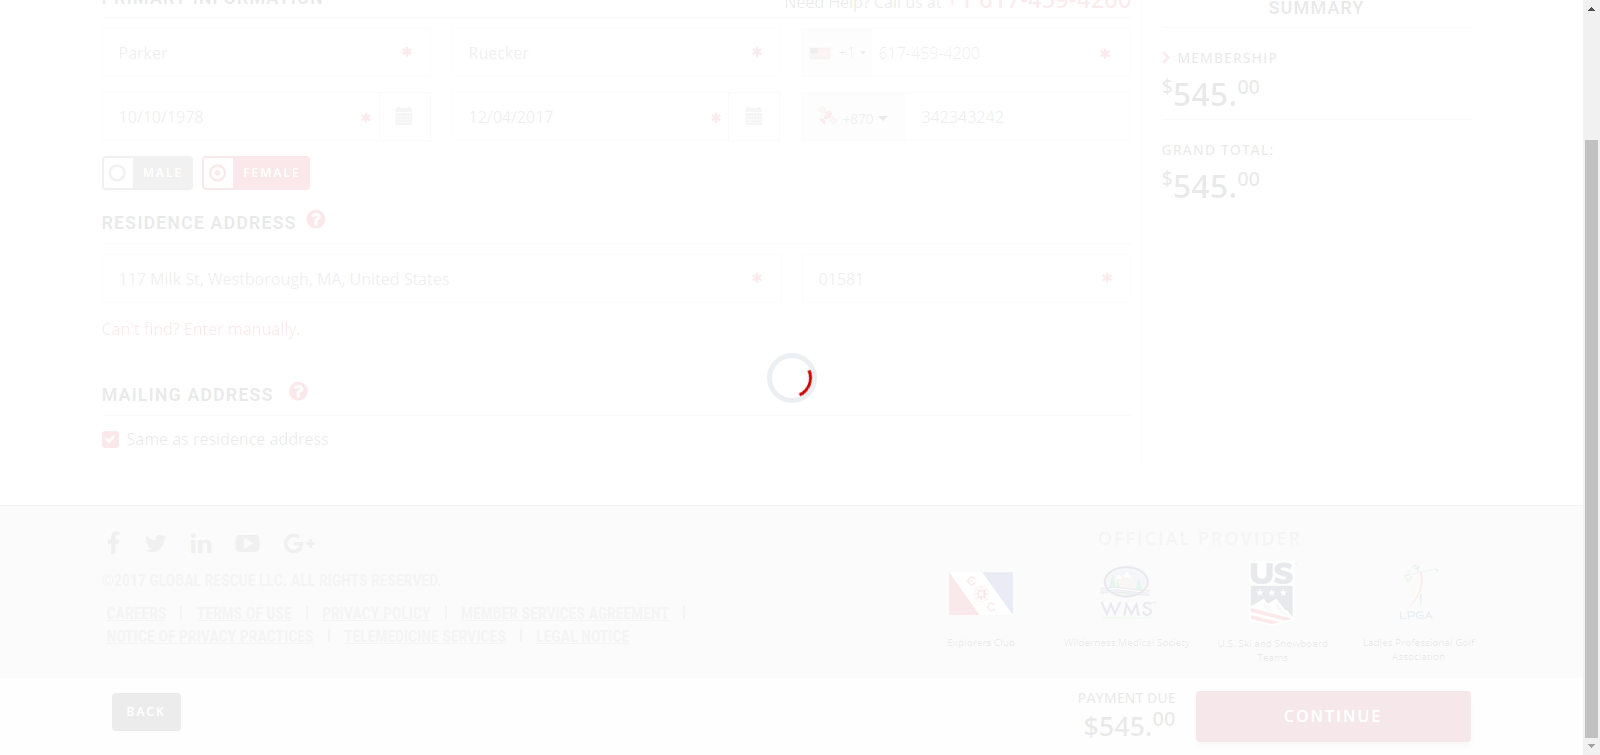 PRIMARY INFORMATION
Need Help? Call us at +1 617-459-4200
Parker * Ruecker * +1 617-459-4200 *
10/10/1978 * 12/04/2017 * +870 342343242
MALE FEMALE
RESIDENCE ADDRESS ?
117 Milk St, Westborough, MA, United States * 01581 *
Can't find? Enter manually.
MAILING ADDRESS ?
Same as residence address
SUMMARY
MEMBERSHIP
$545.00
GRAND TOTAL:
$545.00
©2017 GLOBAL RESCUE LLC. ALL RIGHTS RESERVED.
CAREERS | TERMS OF USE | PRIVACY POLICY | MEMBER SERVICES AGREEMENT |
NOTICE OF PRIVACY PRACTICES | TELEMEDICINE SERVICES | LEGAL NOTICE
OFFICIAL PROVIDER
E C
WMS
US
LPGA
Explorers Club
Wilderness Medical Society
U.S. Ski and Snowboard
Teams
Ladies Professional Golf
Association
BACK
PAYMENT DUE
$545.00
CONTINUE